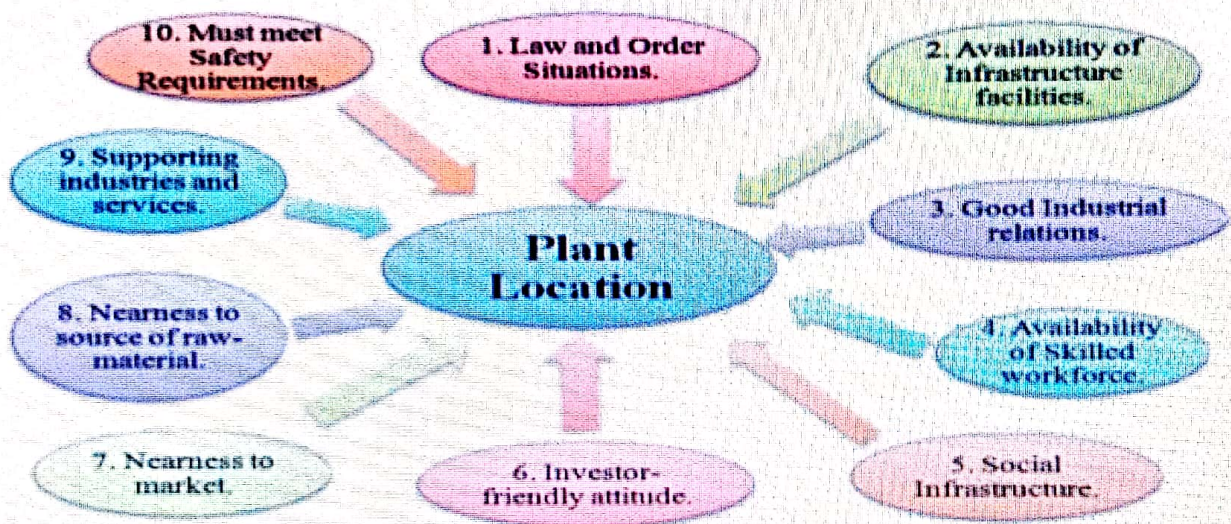 10. Must meet
Safety
Requirements.
1. Law and Order
Situations.
2. Availability of
Infrastructure
facilities.
9. Supporting
industries and
services.
3. Good Industrial
relations.
Plant
Location
8. Nearness to
source of raw-
material.
4. Availability
of Skilled
workforce.
7. Nearness to
market.
6. Investor-
friendly attitude.
5. Social
Infrastructure.